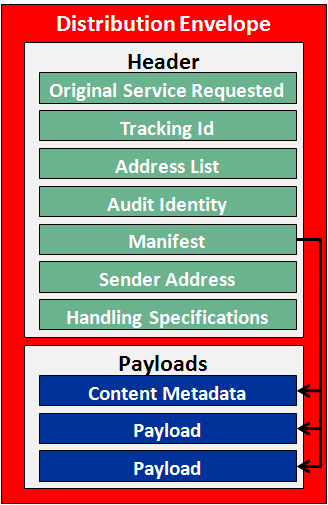 Distribution Envelope
Header
Original Service Requested
Tracking Id
Address List
Audit Identity
Manifest
Sender Address
Handling Specifications
Payloads
Content Metadata
Payload
Payload